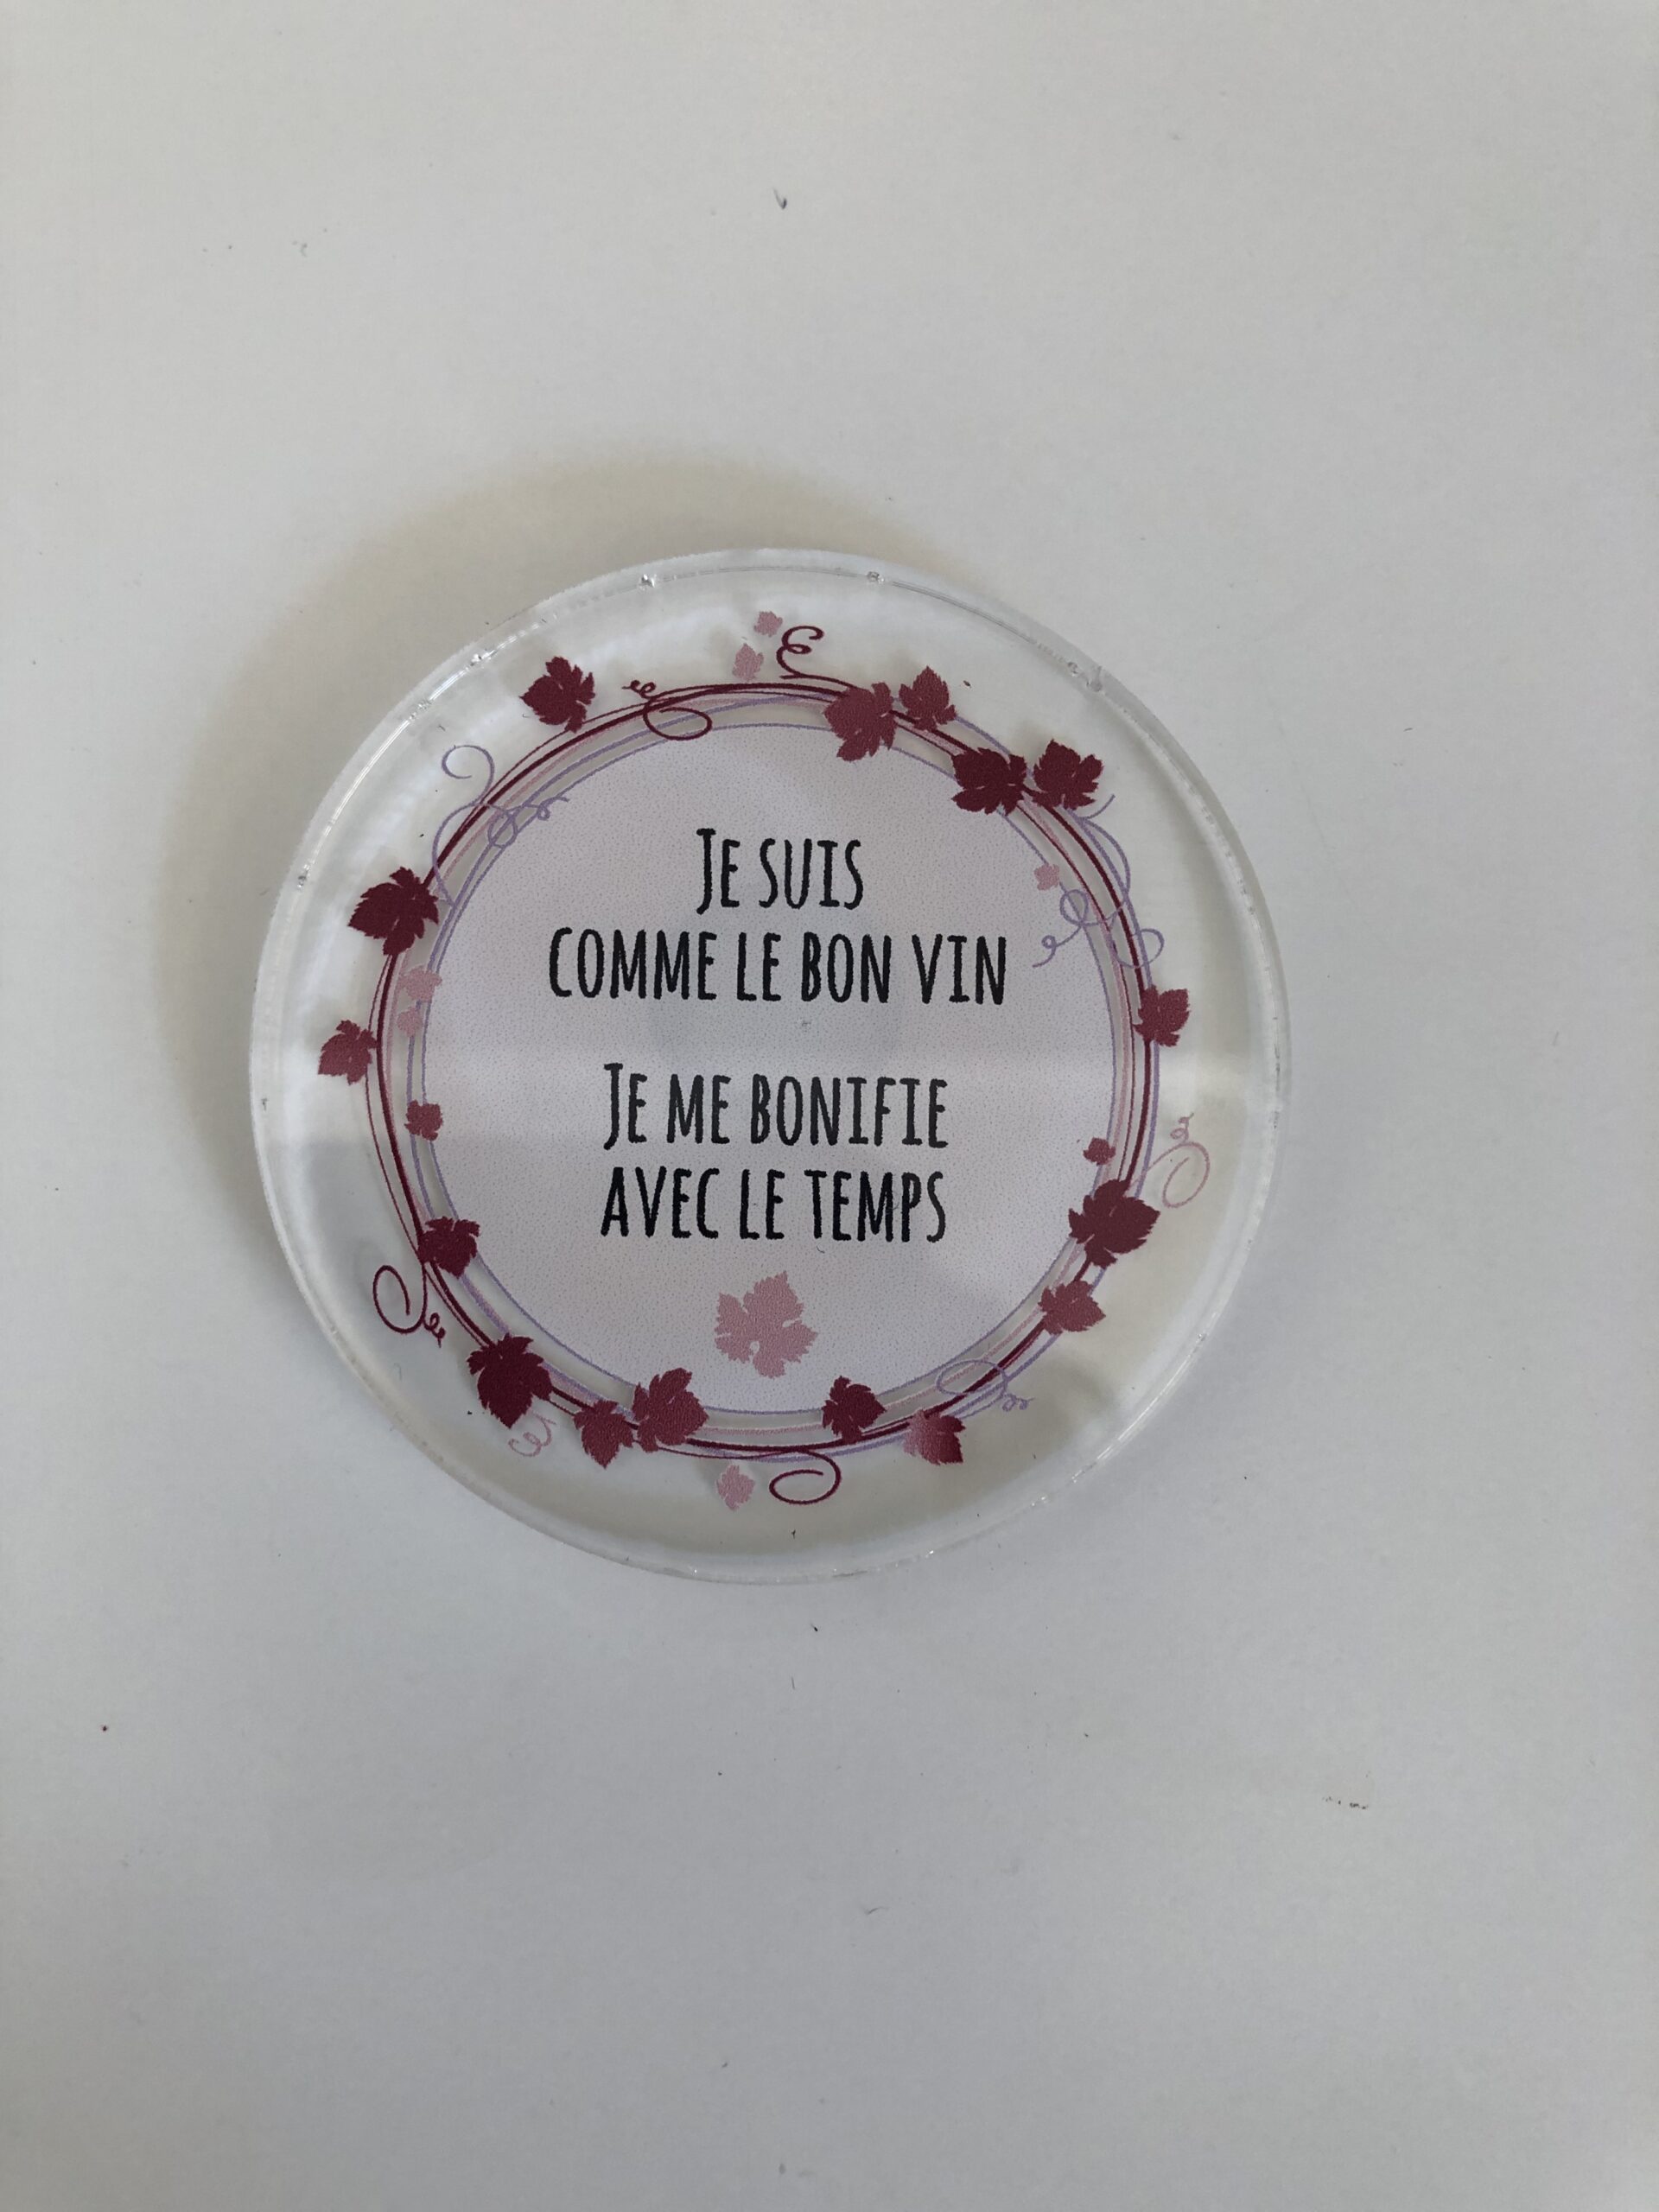 Je suis
comme le bon vin
Je me bonifie
avec le temps